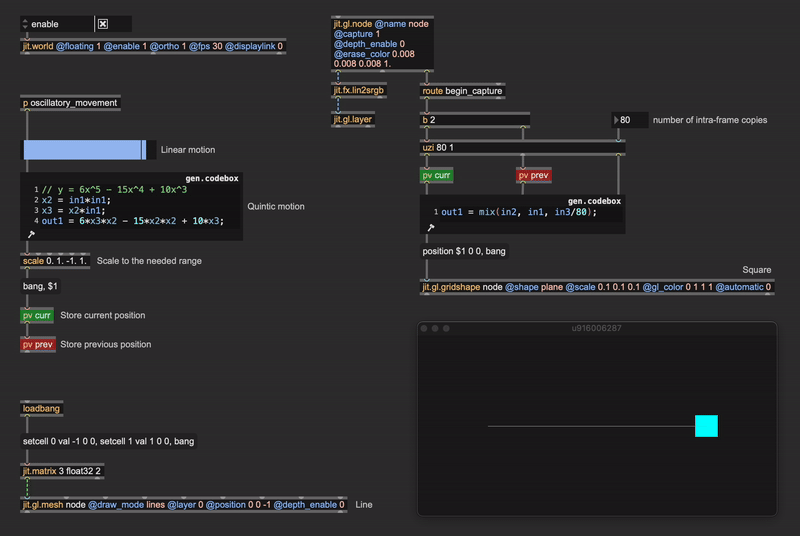 enable
jit.world @floating 1 @enable 1 @ortho 1 @fps 30 @displaylink 0
p oscillatory_movement
Linear motion
gen.codebox
1 // y = 6x^5 − 15x^4 + 10x^3
2 x2 = in1*in1;
3 x3 = x2*in1;
4 out1 = 6*x3*x2 − 15*x2*x2 + 10*x3;
Quintic motion
scale 0. 1. -1. 1.
Scale to the needed range
bang, $1
pv curr
Store current position
pv prev
Store previous position
loadbang
setcell 0 val -1 0 0, setcell 1 val 1 0 0, bang
jit.matrix 3 float32 2
jit.gl.mesh node @draw_mode lines @layer 0 @position 0 0 -1 @depth_enable 0
Line
jit.gl.node @name node
@capture 1
@depth_enable 0
@erase_color 0.008
0.008 0.008 1.
jit.fx.lin2srgb
jit.gl.layer
route begin_capture
b 2
80
number of intra-frame copies
uzi 80 1
pv curr
pv prev
gen.codebox
1 out1 = mix(in2, in1, in3/80);
position $1 0 0, bang
Square
jit.gl.gridshape node @shape plane @scale 0.1 0.1 0.1 @gl_color 0 1 1 1 @automatic 0
u916006287